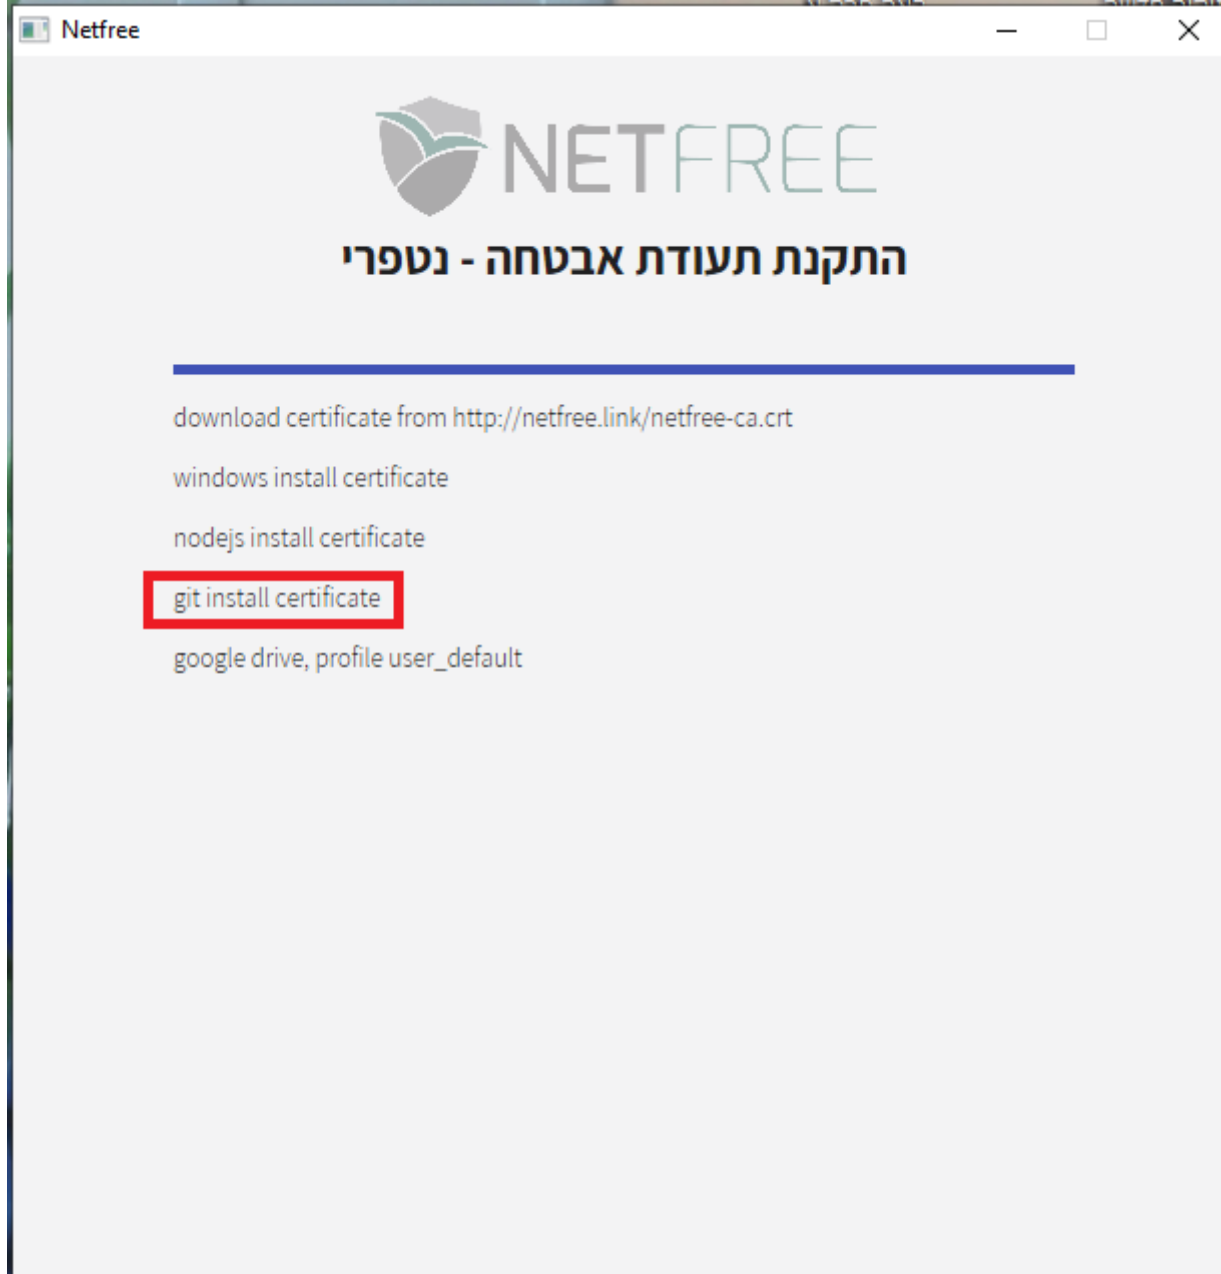 Netfree
NETFREE
התקנת תעודת אבטחה - נטפרי
download certificate from http://netfree.link/netfree-ca.crt
windows install certificate
nodejs install certificate
git install certificate
google drive, profile user_default